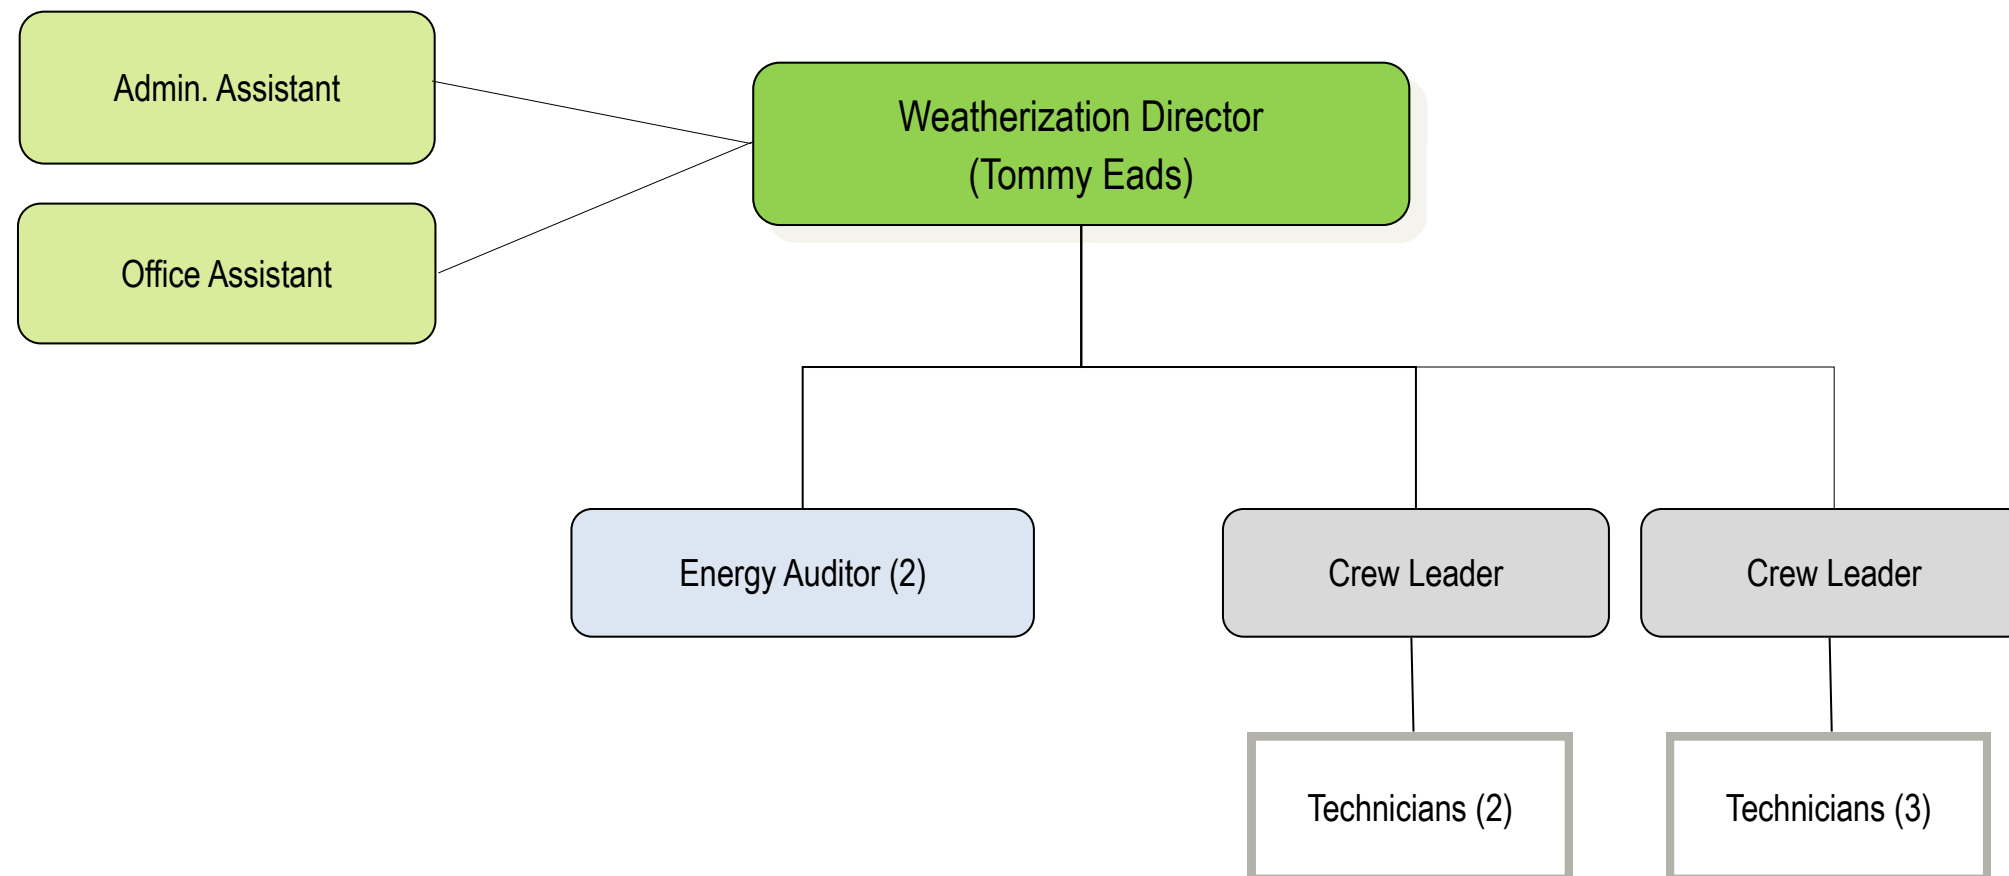 Admin. Assistant
Weatherization Director
(Tommy Eads)
Office Assistant
Energy Auditor (2)
Crew Leader
Crew Leader
Technicians (2)
Technicians (3)